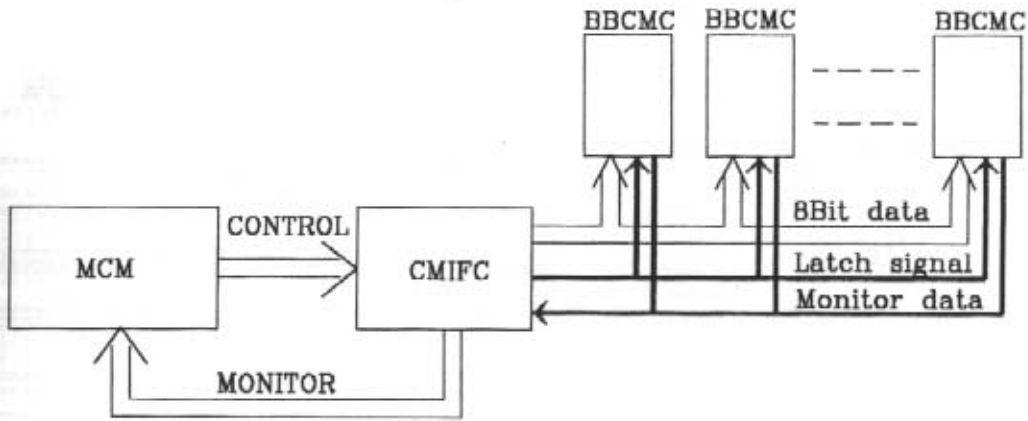 BBCMC BBCMC BBCMC
8Bit data
CONTROL
MCM
CMIFC
Latch signal
Monitor data
MONITOR